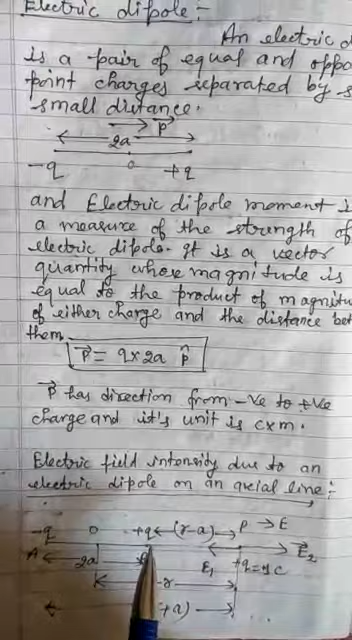 Electric dipole:-
An electric d
is a pair of equal and oppo
point charges separated by s
small distance.
P
2a
-q 0 +q
and Electric dipole moment i
a measure of the strength of
electric dipole. It is a vector
quantity whose magnitude is
equal to the product of magnitu
of either charge and the distance bet
them.
P = q x 2a p̂
P has direction from -ve to +ve
charge and it's unit is cxm.
Electric field intensity due to an
electric dipole on an axial line:-
-q 0 +q (r-a) P → E
A 2a E₁ +q=1C E₂
r
+a)